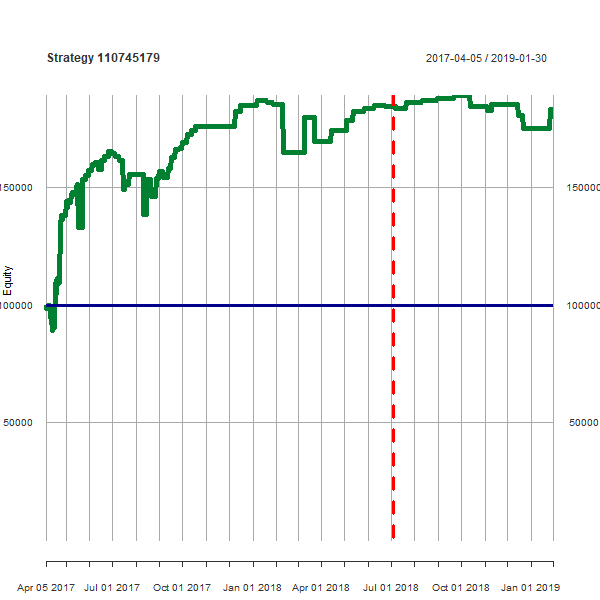 Strategy 110745179
2017-04-05 / 2019-01-30
150000
150000
Equity
100000
100000
50000
50000
Apr 05 2017
Jul 01 2017
Oct 01 2017
Jan 01 2018
Apr 01 2018
Jul 01 2018
Oct 01 2018
Jan 01 2019